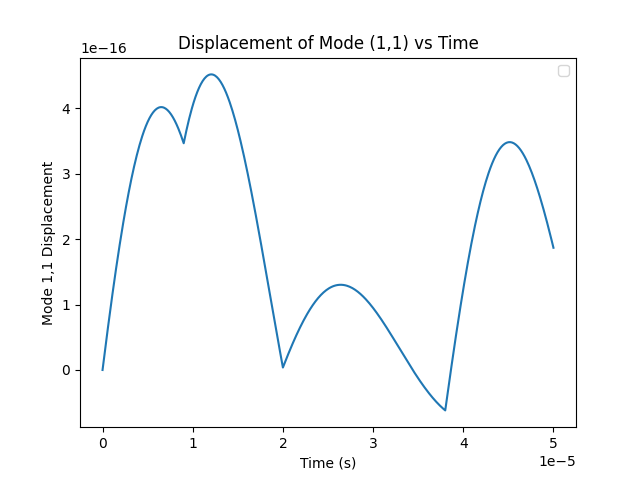 Displacement of Mode (1,1) vs Time
1e−16
4
3
2
1
0
Mode 1,1 Displacement
0 1 2 3 4 5
Time (s)
1e−5